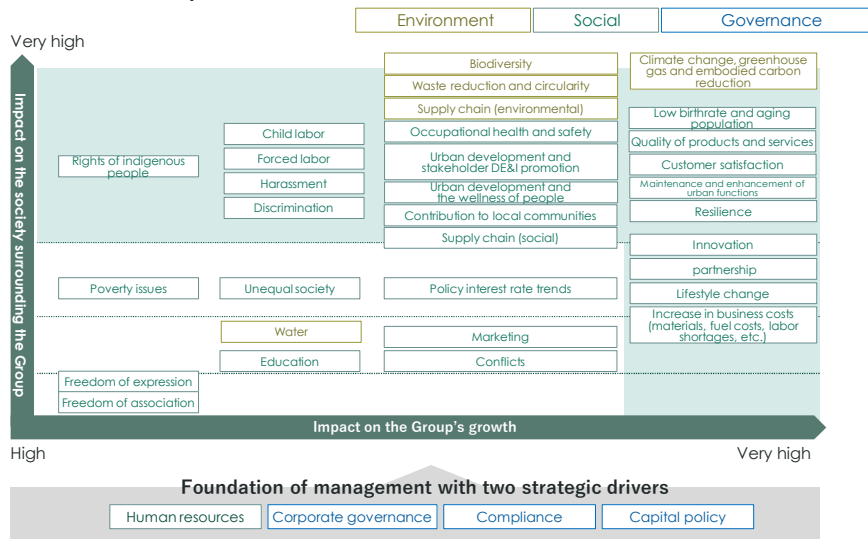 Environment
Social
Governance
Very high
Impact on the society surrounding the Group
Rights of indigenous
people
Child labor
Forced labor
Harassment
Discrimination
Biodiversity
Waste reduction and circularity
Supply chain (environmental)
Occupational health and safety
Urban development and
stakeholder DE&I promotion
Urban development and
the wellness of people
Contribution to local communities
Supply chain (social)
Climate change, greenhouse
gas and embodied carbon
reduction
Low birthrate and aging
population
Quality of products and services
Customer satisfaction
Maintenance and enhancement of
urban functions
Resilience
Innovation
partnership
Lifestyle change
Increase in business costs
(materials, fuel costs, labor
shortages, etc.)
Poverty issues
Unequal society
Policy interest rate trends
Water
Education
Marketing
Conflicts
Freedom of expression
Freedom of association
Impact on the Group's growth
High
Very high
Foundation of management with two strategic drivers
Human resources
Corporate governance
Compliance
Capital policy